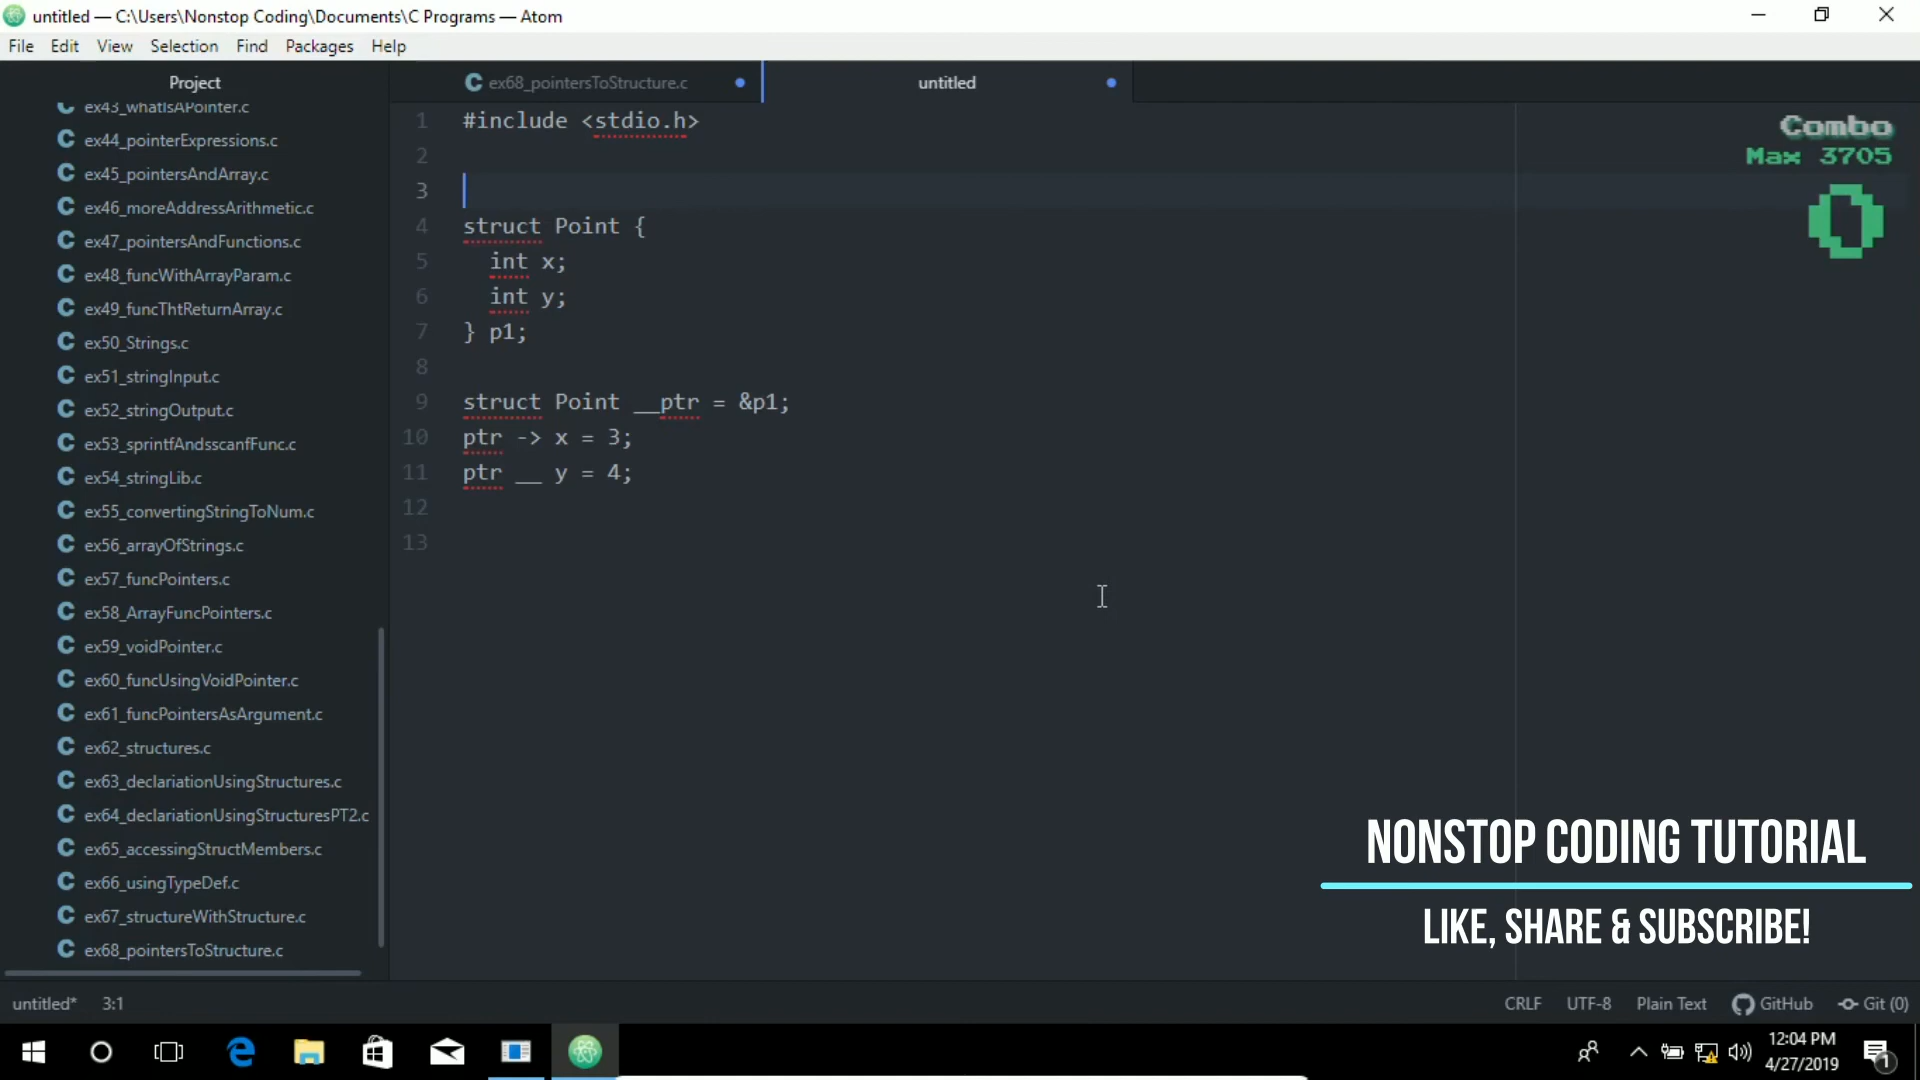 untitled — C:\Users\Nonstop Coding\Documents\C Programs — Atom
File Edit View Selection Find Packages Help
Project
ex43_whatIsAPointer.c
ex44_pointerExpressions.c
ex45_pointersAndArray.c
ex46_moreAddressArithmetic.c
ex47_pointersAndFunctions.c
ex48_funcWithArrayParam.c
ex49_funcThtReturnArray.c
ex50_Strings.c
ex51_stringInput.c
ex52_stringOutput.c
ex53_sprintfAndsscanfFunc.c
ex54_stringLib.c
ex55_convertingStringToNum.c
ex56_arrayOfStrings.c
ex57_funcPointers.c
ex58_ArrayFuncPointers.c
ex59_voidPointer.c
ex60_funcUsingVoidPointer.c
ex61_funcPointersAsArgument.c
ex62_structures.c
ex63_declariationUsingStructures.c
ex64_declariationUsingStructuresPT2.c
ex65_accessingStructMembers.c
ex66_usingTypeDef.c
ex67_structureWithStructure.c
ex68_pointersToStructure.c
ex68_pointersToStructure.c untitled
1 #include <stdio.h>
2
3
4 struct Point {
5 int x;
6 int y;
7 } p1;
8
9 struct Point __ptr = &p1;
10 ptr -> x = 3;
11 ptr __ y = 4;
12
13
Combo
Max 3705
0
NONSTOP CODING TUTORIAL
LIKE, SHARE & SUBSCRIBE!
untitled* 3:1 CRLF UTF-8 Plain Text GitHub Git (0)
12:04 PM
4/27/2019
1